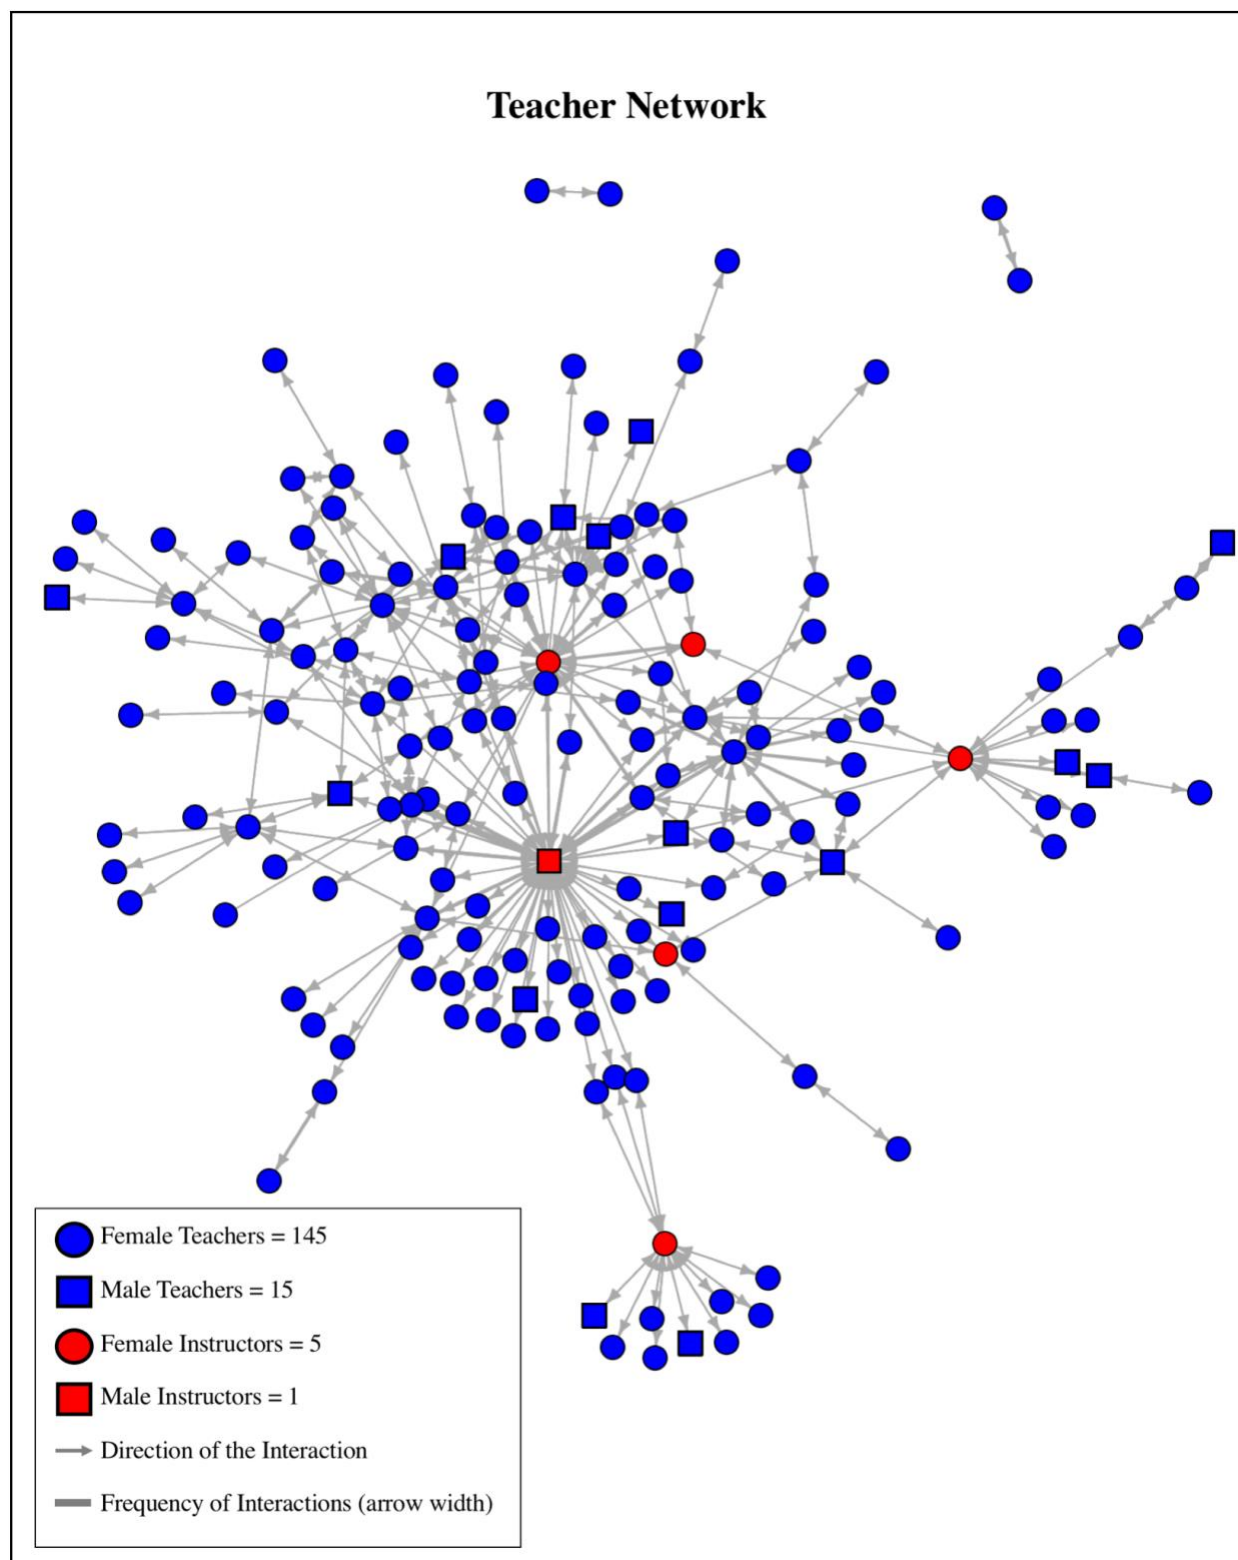 Teacher Network
Female Teachers = 145
Male Teachers = 15
Female Instructors = 5
Male Instructors = 1
Direction of the Interaction
Frequency of Interactions (arrow width)